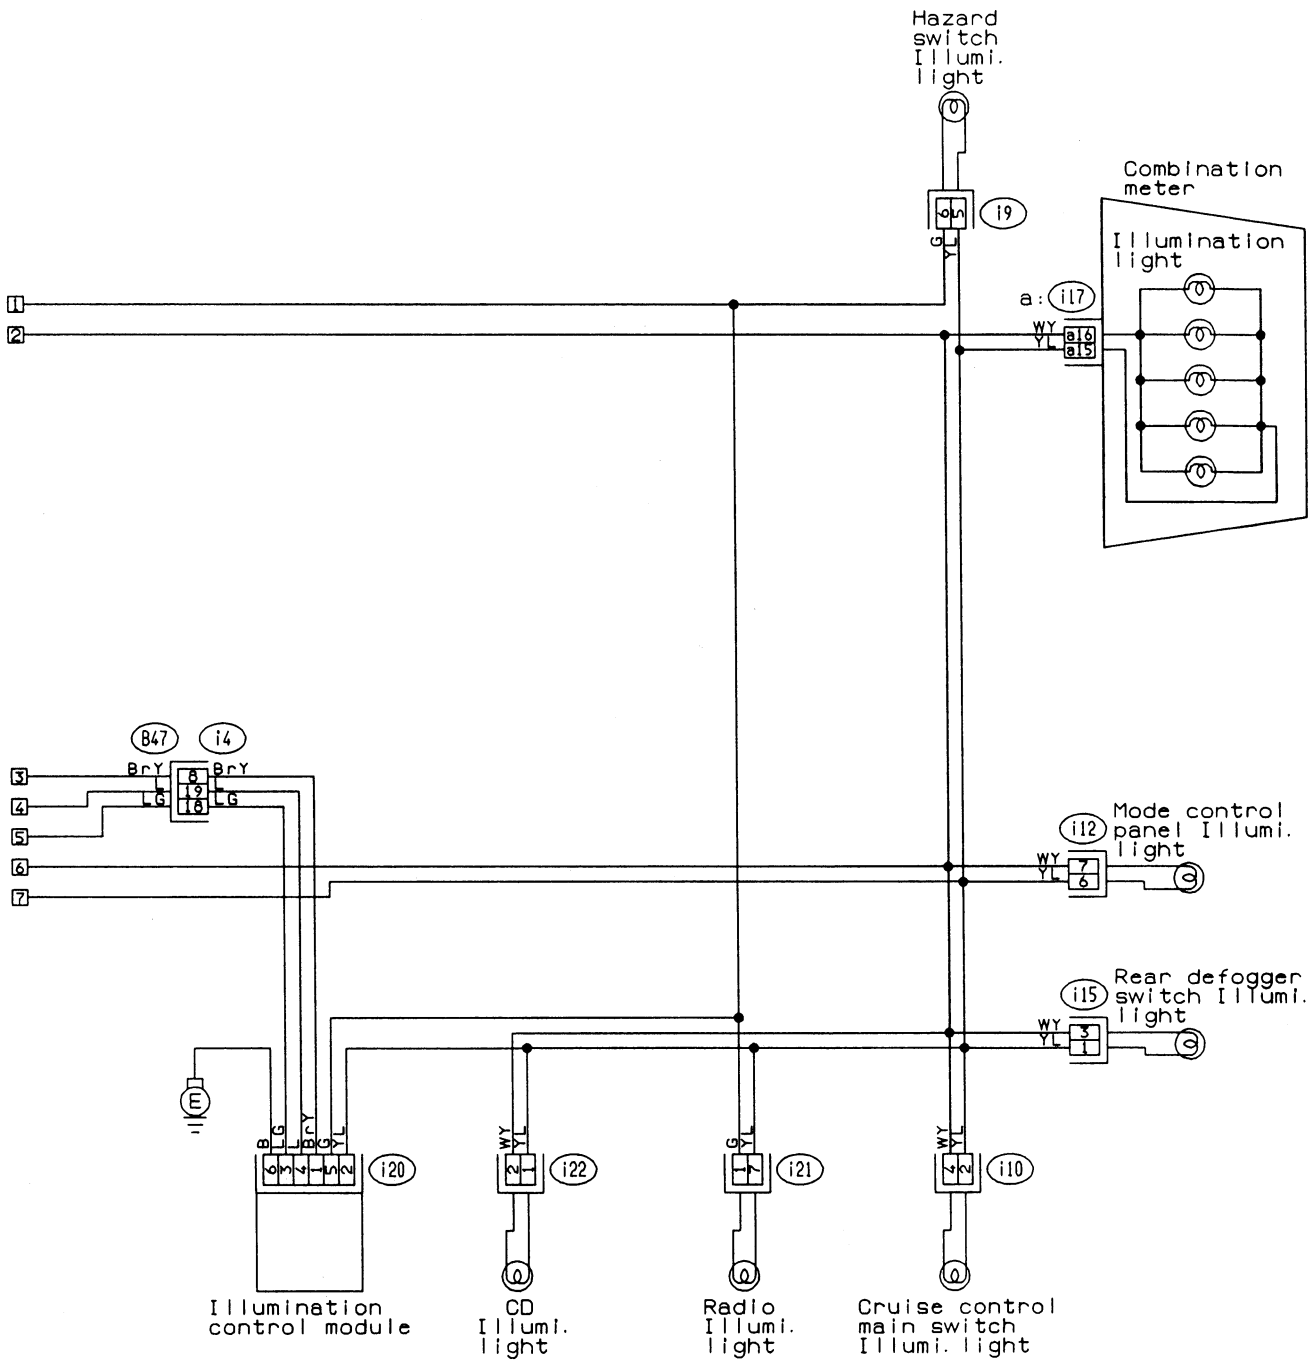 Hazard
switch
Illumi.
light
6 5
i9
G
YL
Combination
meter
Illumination
light
1
2
a: i17
WY
YL
a16
a15
B47
i4
3
BrY
8
BrY
4
L
19
L
5
LG
18
LG
6
7
Mode control
panel Illumi.
light
i12
WY
YL
7
6
Rear defogger
switch Illumi.
light
i15
WY
YL
3
1
E
B
LG
L
BrY
G
YL
6 3 4 1 5 2
i20
Illumination
control module
WY
YL
2 1
i22
CD
Illumi.
light
G
YL
1 7
i21
Radio
Illumi.
light
WY
YL
4 2
i10
Cruise control
main switch
Illumi. light